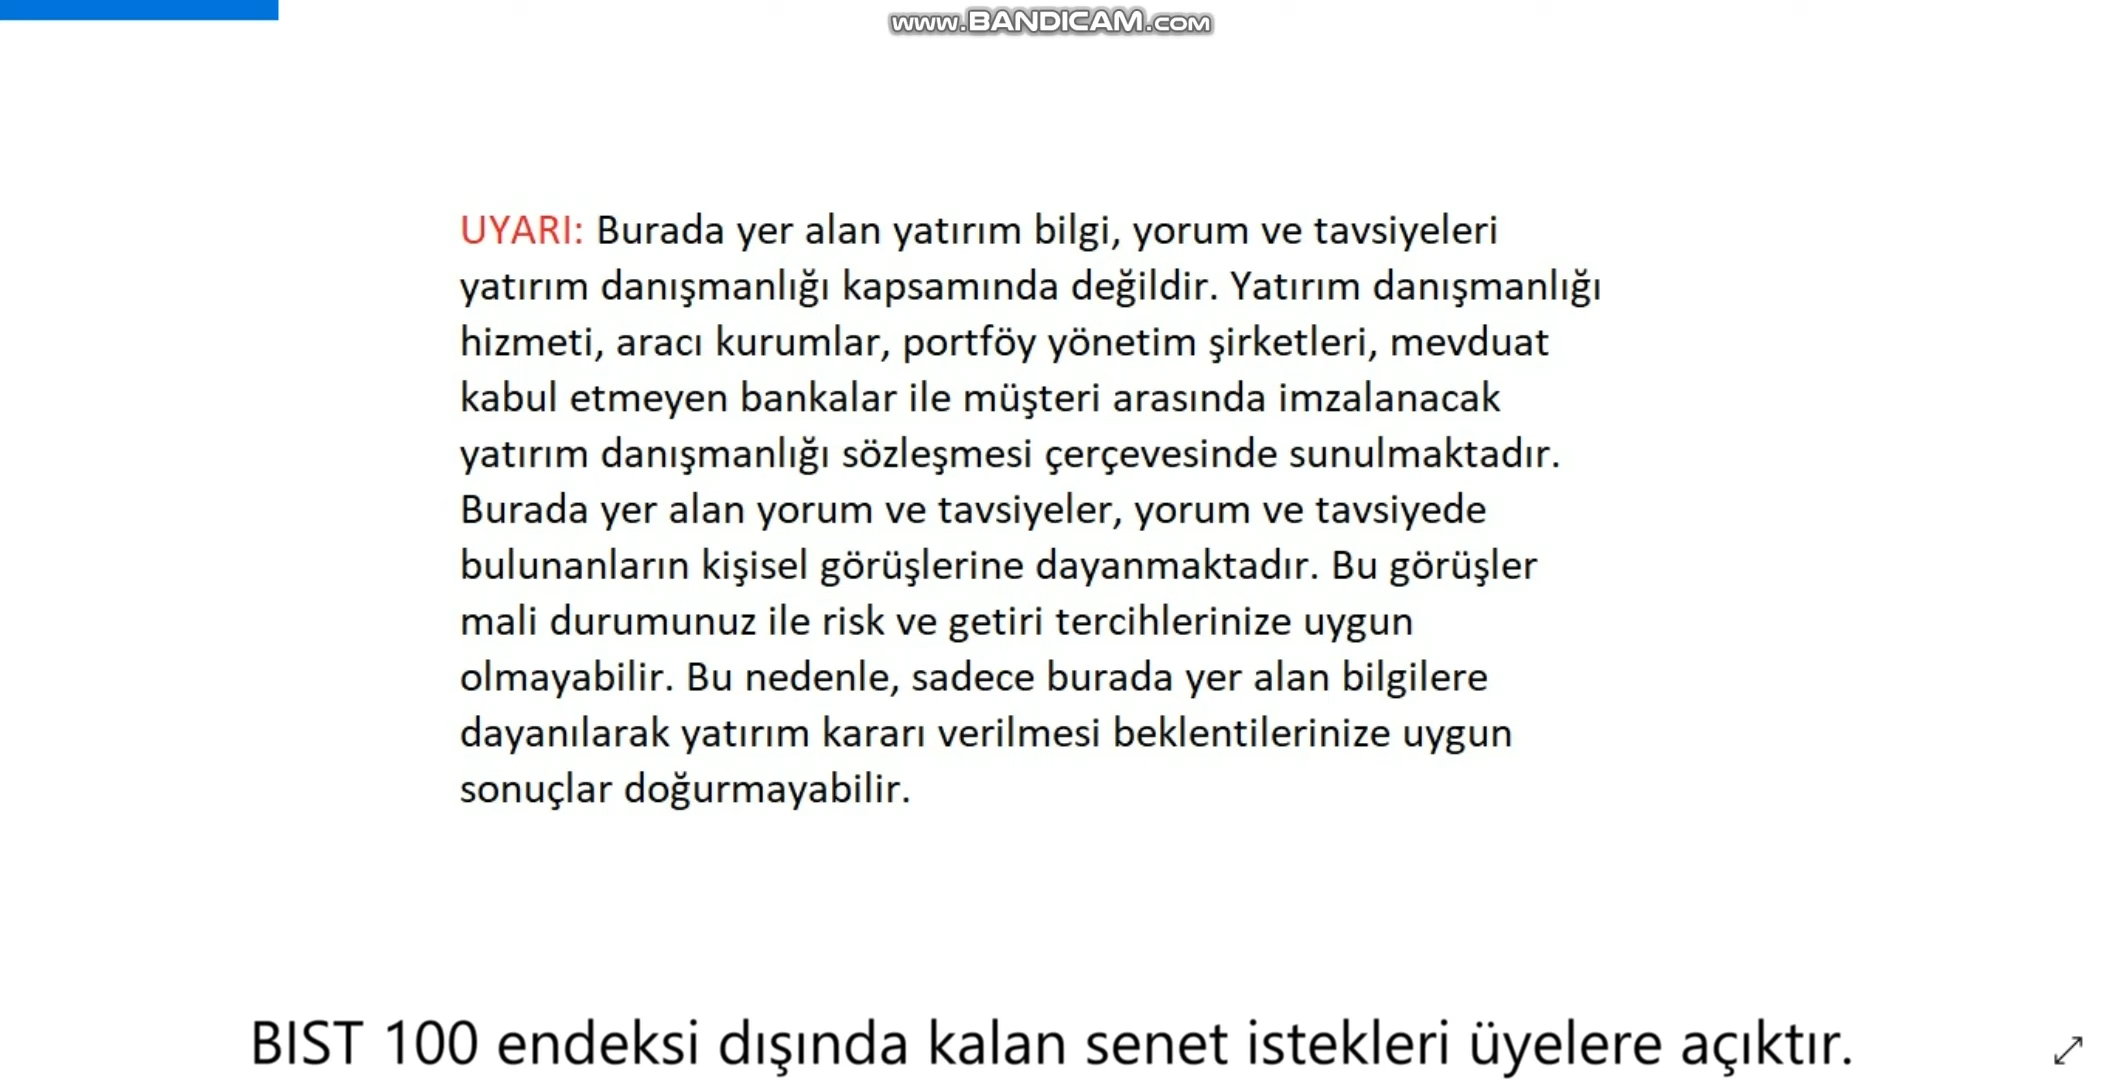 www.BANDICAM.com
UYARI: Burada yer alan yatırım bilgi, yorum ve tavsiyeleri
yatırım danışmanlığı kapsamında değildir. Yatırım danışmanlığı
hizmeti, aracı kurumlar, portföy yönetim şirketleri, mevduat
kabul etmeyen bankalar ile müşteri arasında imzalanacak
yatırım danışmanlığı sözleşmesi çerçevesinde sunulmaktadır.
Burada yer alan yorum ve tavsiyeler, yorum ve tavsiyede
bulunanların kişisel görüşlerine dayanmaktadır. Bu görüşler
mali durumunuz ile risk ve getiri tercihlerinize uygun
olmayabilir. Bu nedenle, sadece burada yer alan bilgilere
dayanılarak yatırım kararı verilmesi beklentilerinize uygun
sonuçlar doğurmayabilir.
BIST 100 endeksi dışında kalan senet istekleri üyelere açıktır.